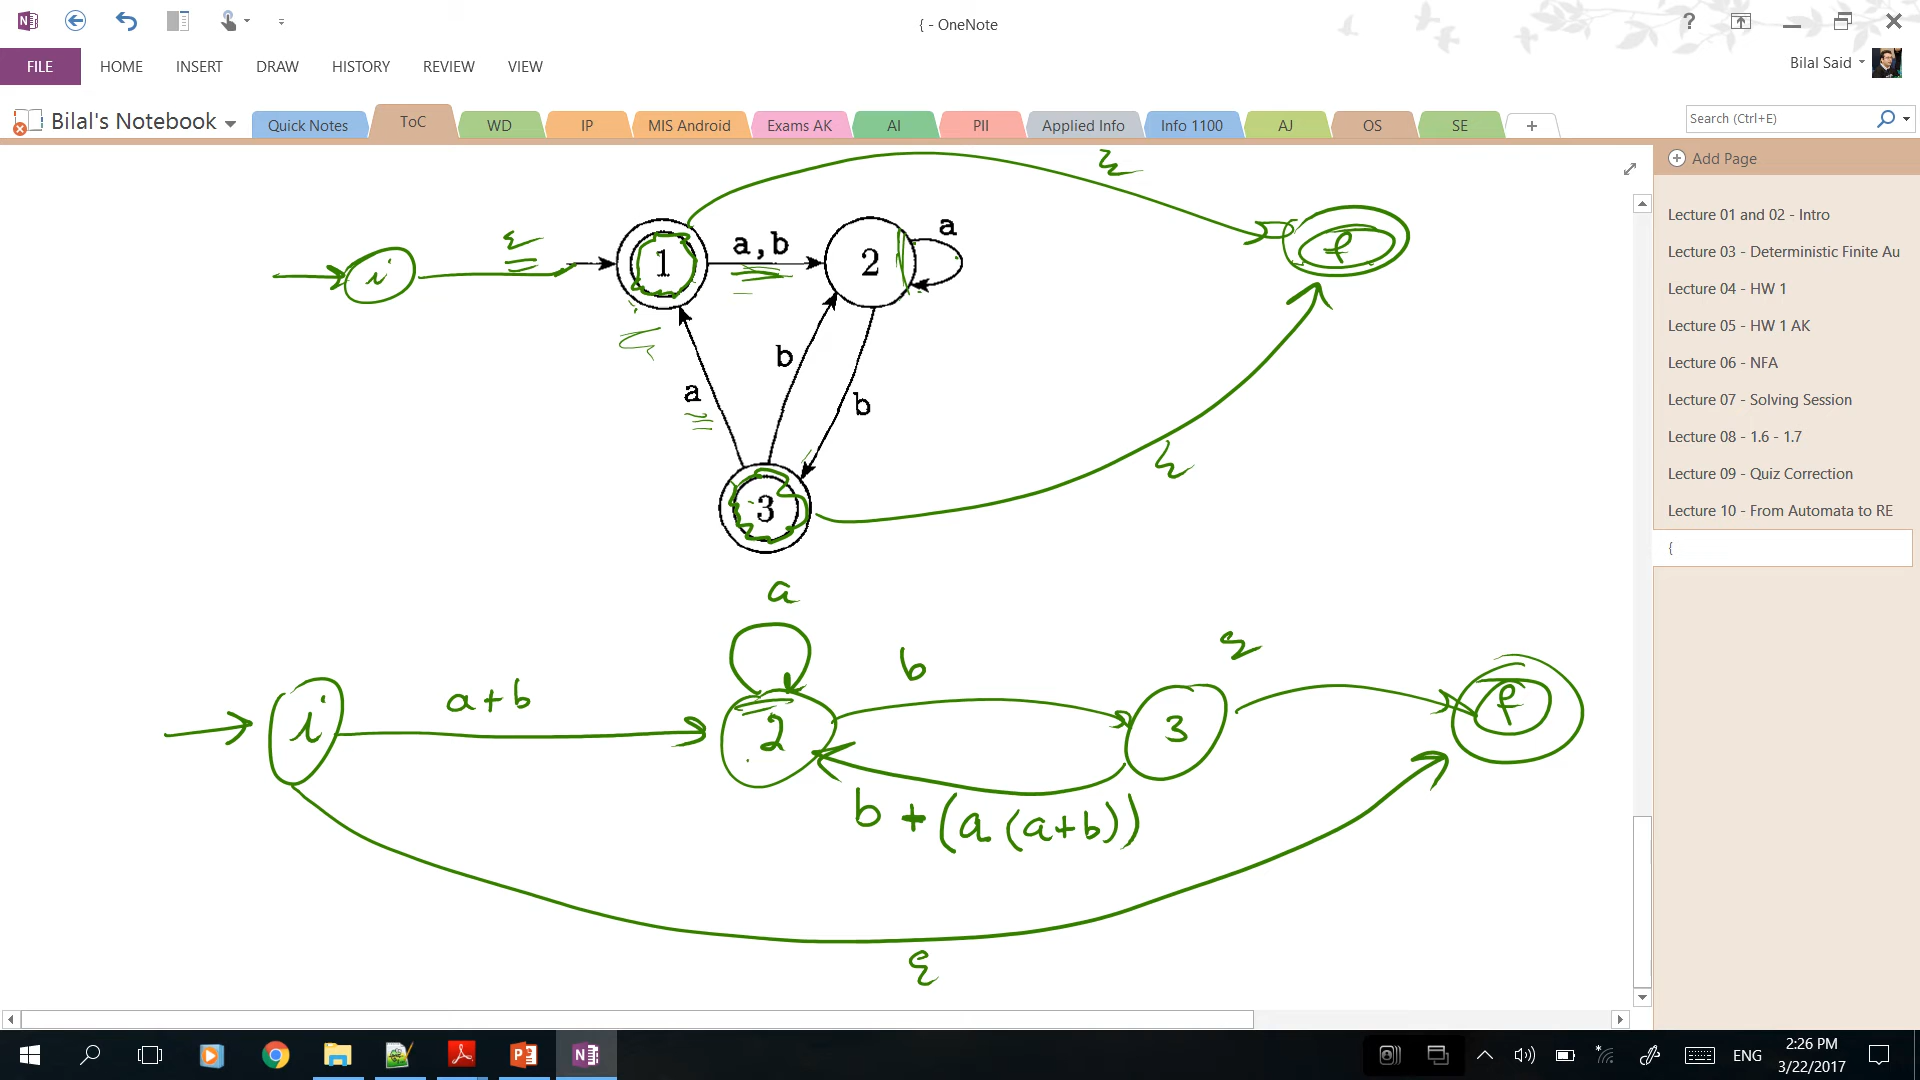 { - OneNote
?
FILE HOME INSERT DRAW HISTORY REVIEW VIEW
Bilal Said
Bilal's Notebook
Quick Notes ToC WD IP MIS Android Exams AK AI PII Applied Info Info 1100 AJ OS SE +
Search (Ctrl+E)
Add Page
Lecture 01 and 02 - Intro
Lecture 03 - Deterministic Finite Au
Lecture 04 - HW 1
Lecture 05 - HW 1 AK
Lecture 06 - NFA
Lecture 07 - Solving Session
Lecture 08 - 1.6 - 1.7
Lecture 09 - Quiz Correction
Lecture 10 - From Automata to RE
{
ε
ε
i
1
a,b
2
a
f
b
a
b
ε
3
a
ε
b
a+b
i
2
3
f
b + (a (a+b))
ε
ENG
2:26 PM
3/22/2017